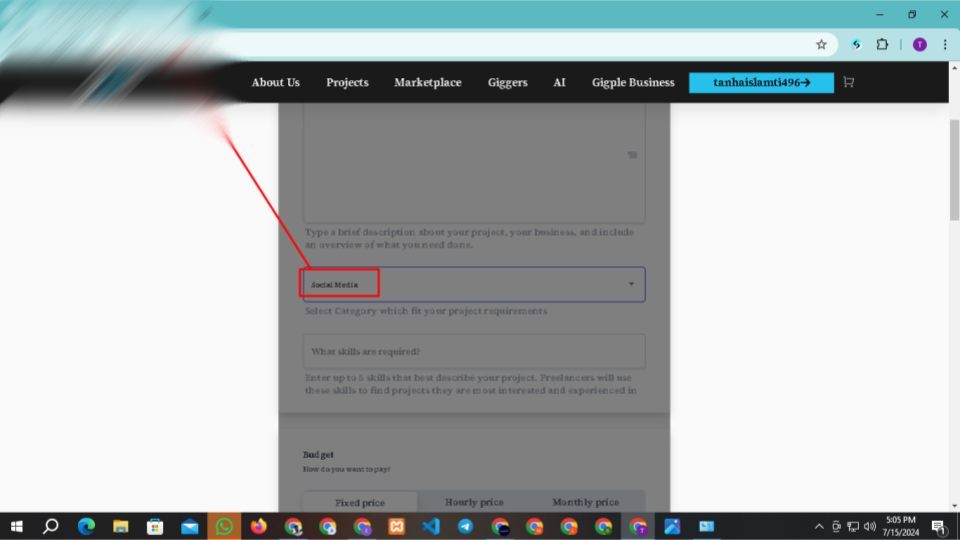 T
About Us Projects Marketplace Giggers AI Gigple Business tanhaislamti496→
Type a brief description about your project, your business, and include
an overview of what you need done.
Social Media
Select Category which fit your project requirements
What skills are required?
Enter up to 5 skills that best describe your project. Freelancers will use
these skills to find projects they are most interested and experienced in
Budget
How do you want to pay?
Fixed price Hourly price Monthly price
5:05 PM
7/15/2024
1